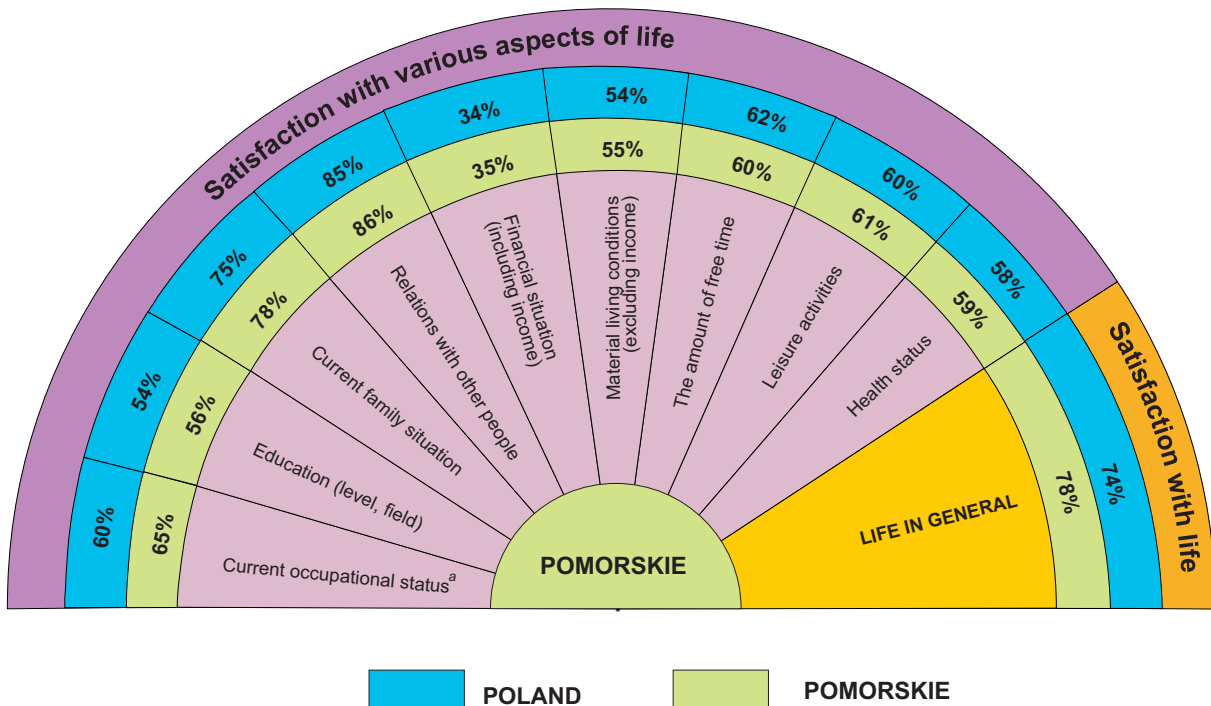 Satisfaction with various aspects of life
Satisfaction with life
60%
54%
75%
85%
34%
54%
62%
60%
58%
74%
65%
56%
78%
86%
35%
55%
60%
61%
59%
78%
Current occupational status a
Education (level, field)
Current family situation
Relations with other people
Financial situation
(including income)
Material living conditions
(excluding income)
The amount of free time
Leisure activities
Health status
LIFE IN GENERAL
POMORSKIE
POLAND
POMORSKIE